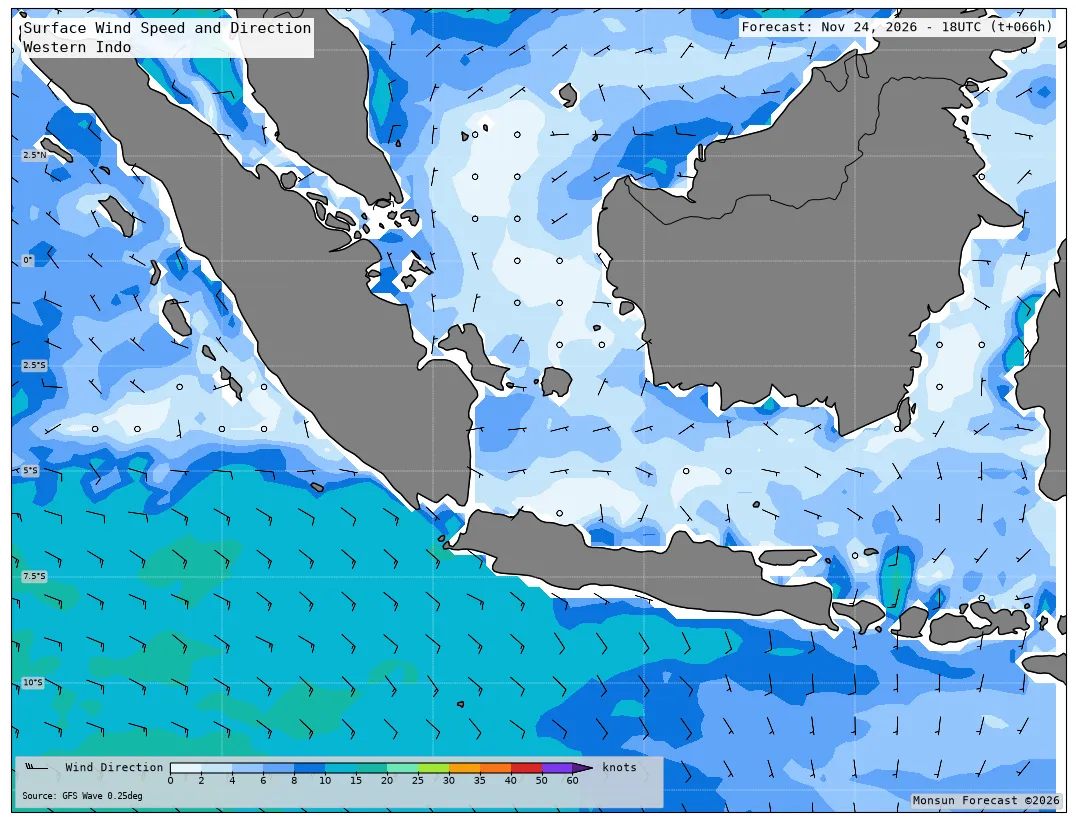 Surface Wind Speed and Direction
Western Indo
Forecast: Nov 24, 2026 - 18UTC (t+066h)
2.5°N
0°
2.5°S
5°S
7.5°S
10°S
Wind Direction
0 2 4 6 8 10 15 20 25 30 35 40 50 60
knots
Source: GFS Wave 0.25deg
Monsun Forecast ©2026